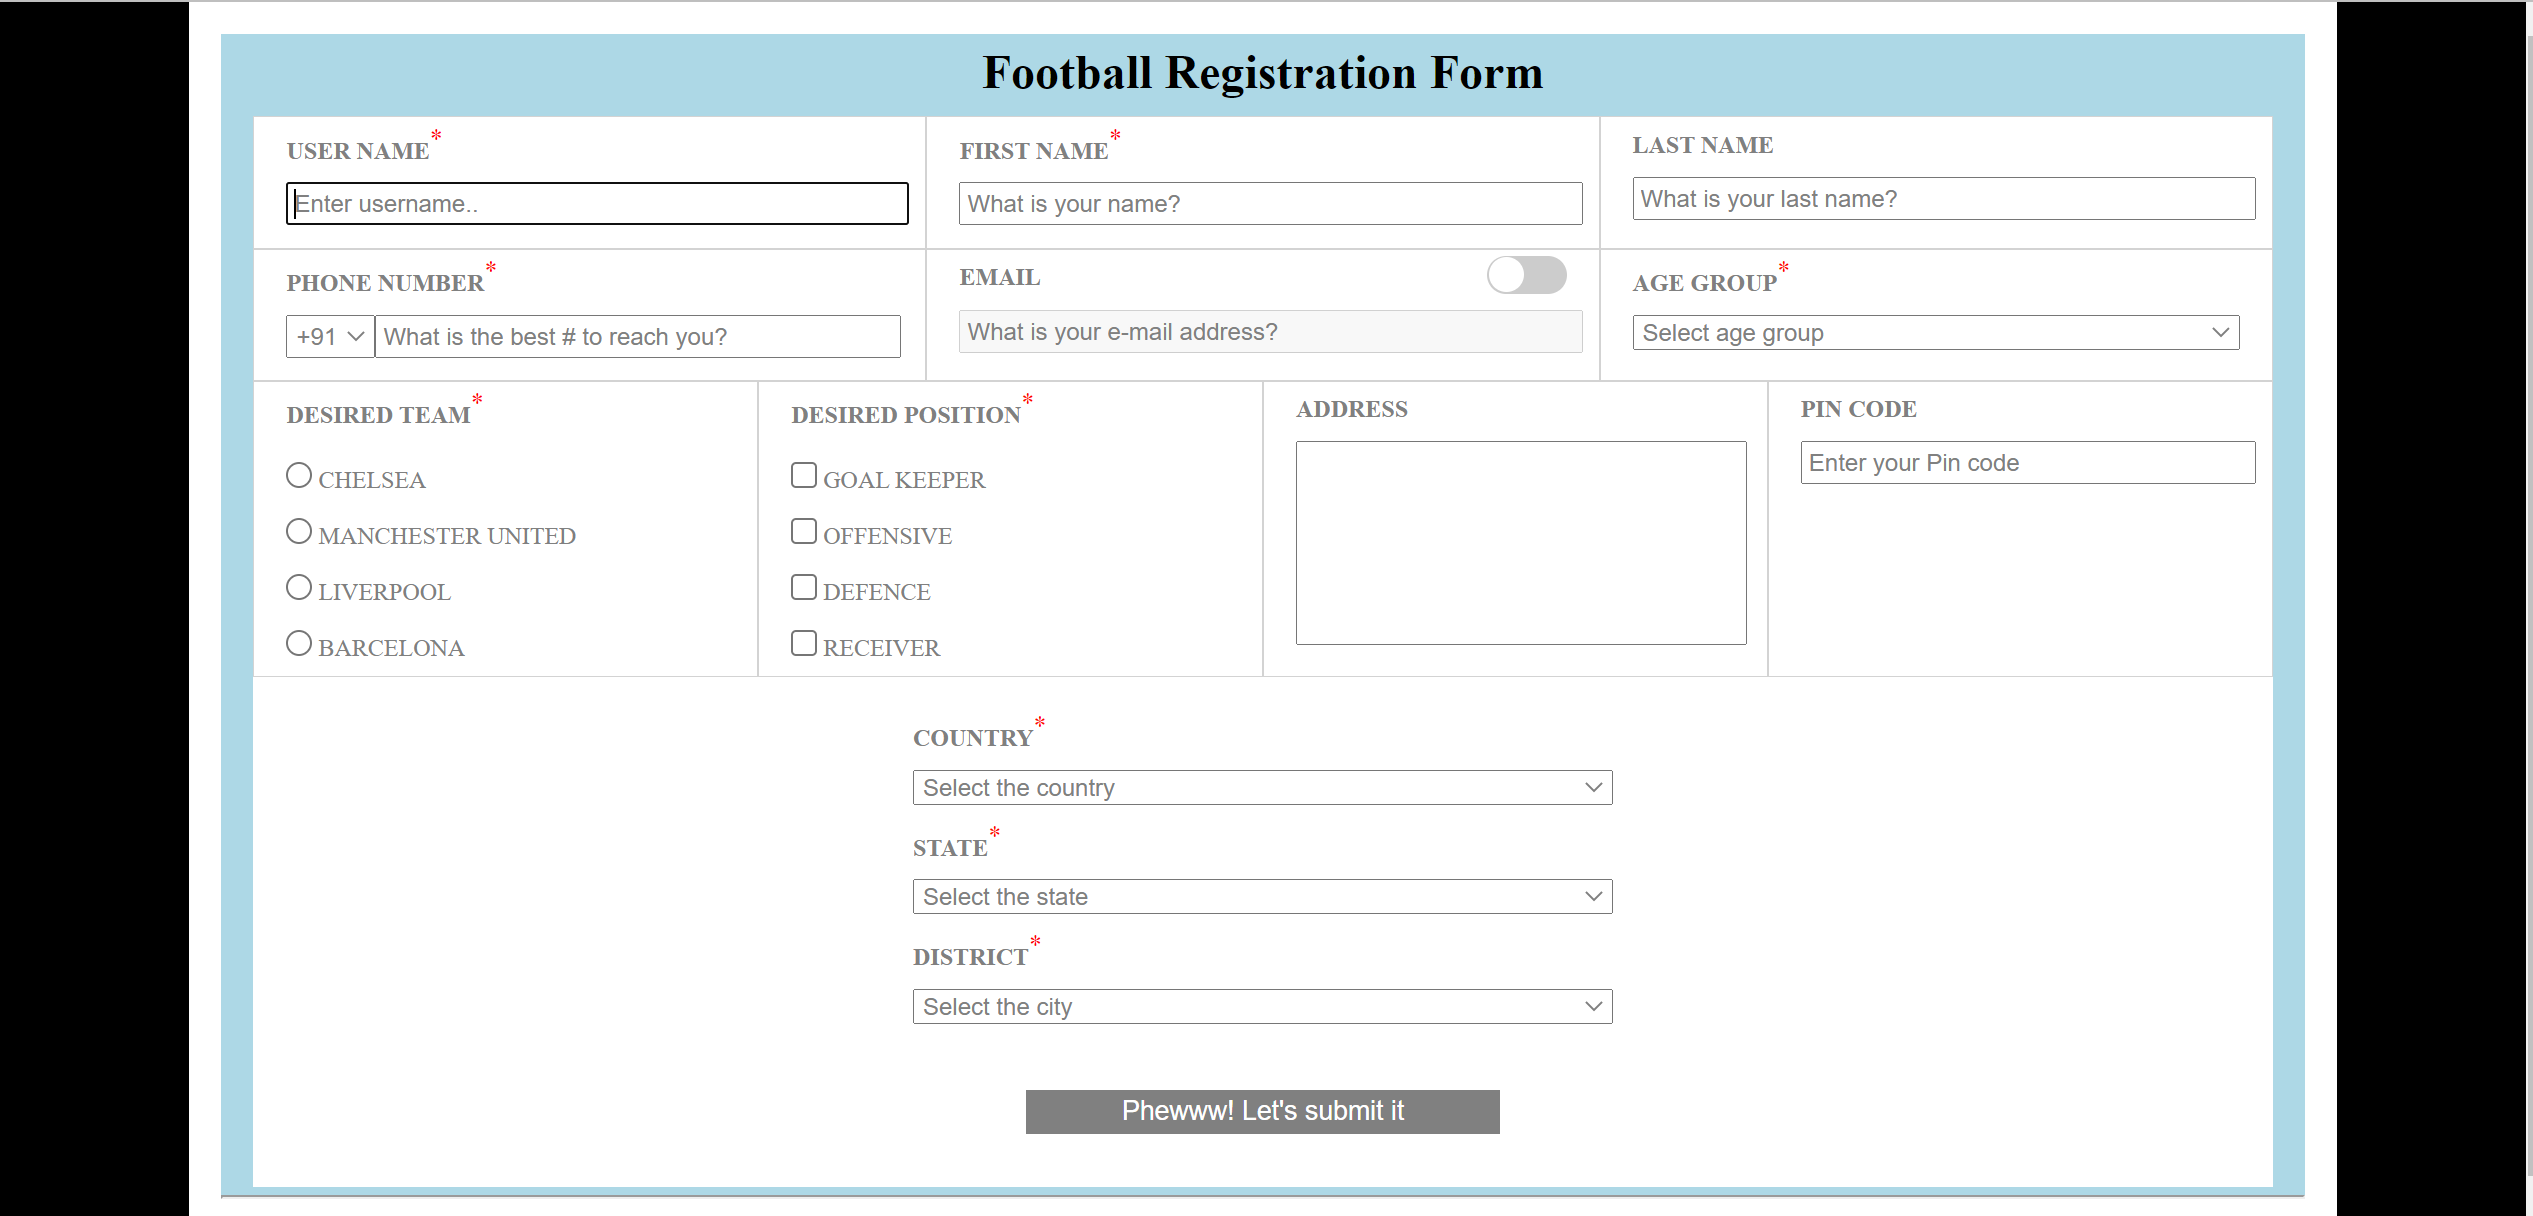 Football Registration Form
USER NAME*
Enter username..
FIRST NAME*
What is your name?
LAST NAME
What is your last name?
PHONE NUMBER*
+91 What is the best # to reach you?
EMAIL
What is your e-mail address?
AGE GROUP*
Select age group
DESIRED TEAM*
CHELSEA
MANCHESTER UNITED
LIVERPOOL
BARCELONA
DESIRED POSITION*
GOAL KEEPER
OFFENSIVE
DEFENCE
RECEIVER
ADDRESS
PIN CODE
Enter your Pin code
COUNTRY*
Select the country
STATE*
Select the state
DISTRICT*
Select the city
Phewww! Let's submit it